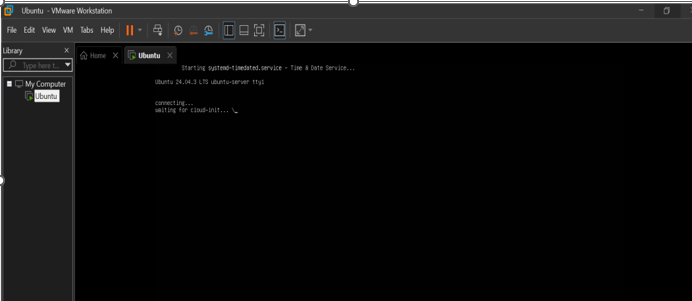 Ubuntu - VMware Workstation
File Edit View VM Tabs Help
Library
Home
Ubuntu
Type here t...
My Computer
Ubuntu
Starting systemd-timedated.service - Time & Date Service...
Ubuntu 24.04.3 LTS ubuntu-server tty1
connecting...
waiting for cloud-init... \_